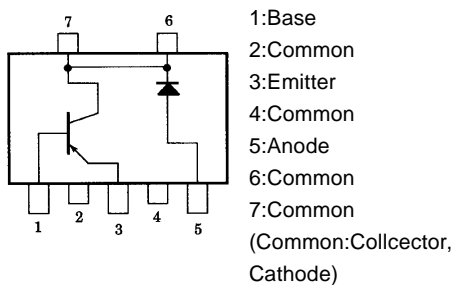 7 6
1 2 3 4 5
1:Base
2:Common
3:Emitter
4:Common
5:Anode
6:Common
7:Common
(Common:Collcector,
Cathode)